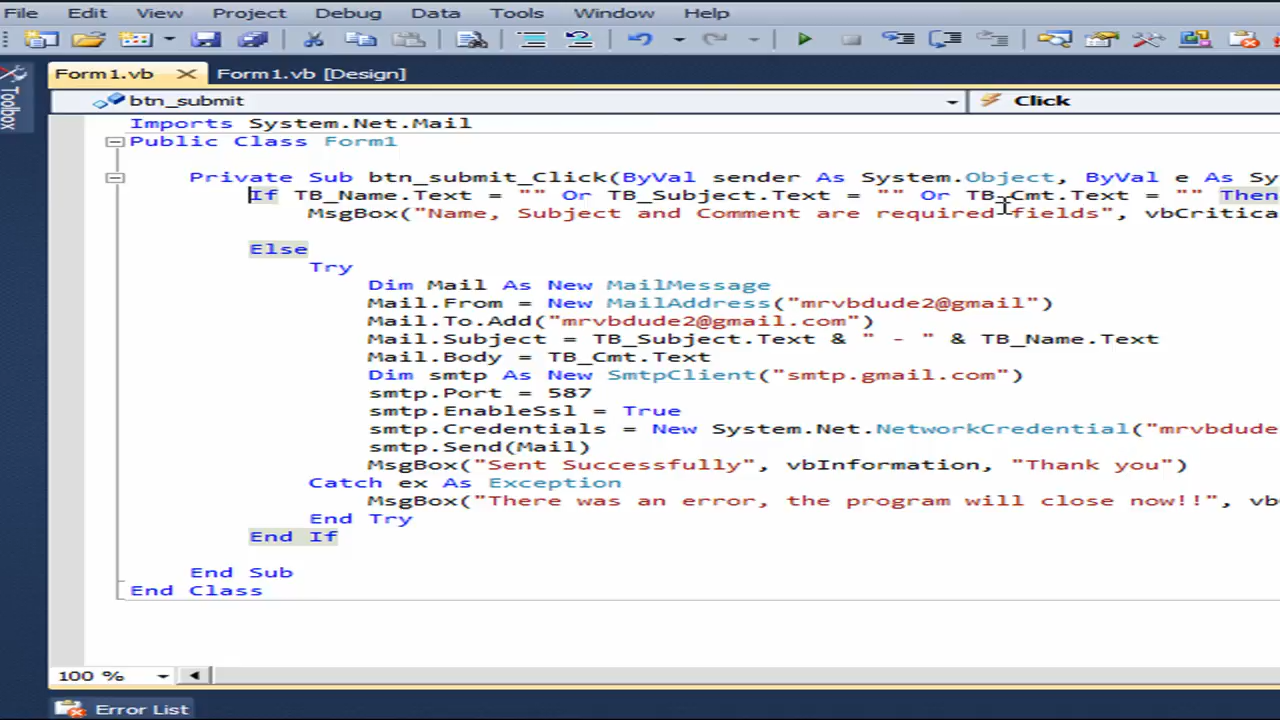 File Edit View Project Debug Data Tools Window Help
Toolbox
Form1.vb Form1.vb [Design]
btn_submit Click
Imports System.Net.Mail
Public Class Form1
Private Sub btn_submit_Click(ByVal sender As System.Object, ByVal e As Sy
If TB_Name.Text = "" Or TB_Subject.Text = "" Or TB_Cmt.Text = "" Then
MsgBox("Name, Subject and Comment are required fields", vbCritica
Else
Try
Dim Mail As New MailMessage
Mail.From = New MailAddress("mrvbdude2@gmail")
Mail.To.Add("mrvbdude2@gmail.com")
Mail.Subject = TB_Subject.Text & " - " & TB_Name.Text
Mail.Body = TB_Cmt.Text
Dim smtp As New SmtpClient("smtp.gmail.com")
smtp.Port = 587
smtp.EnableSsl = True
smtp.Credentials = New System.Net.NetworkCredential("mrvbdude
smtp.Send(Mail)
MsgBox("Sent Successfully", vbInformation, "Thank you")
Catch ex As Exception
MsgBox("There was an error, the program will close now!!", vb
End Try
End If
End Sub
End Class
100 %
Error List